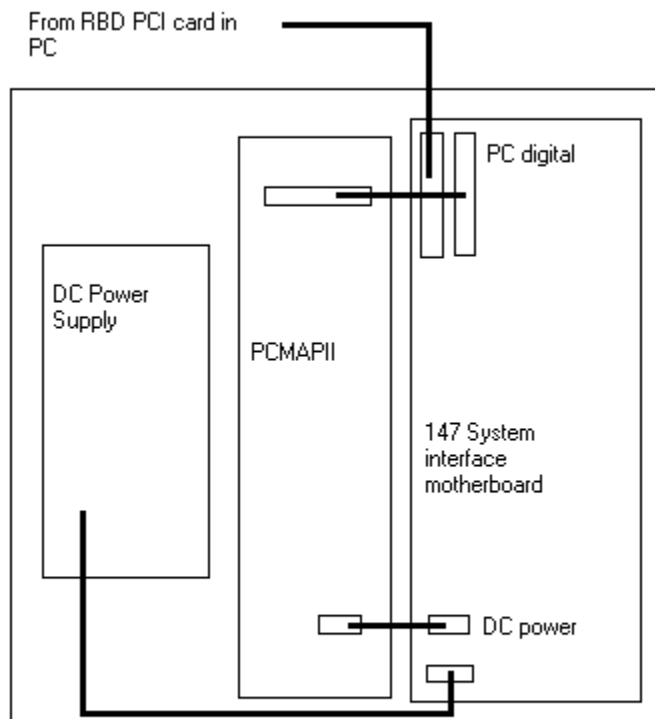 From RBD PCI card in
PC
PC digital
DC Power
Supply
PCMAPII
147 System
interface
motherboard
DC power